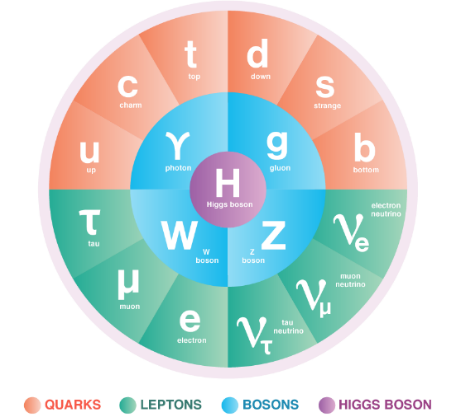 t
top
d
down
c
charm
s
strange
u
up
γ
photon
g
gluon
b
bottom
H
Higgs boson
τ
tau
W
W
boson
Z
Z
boson
νe
electron
neutrino
μ
muon
νμ
muon
neutrino
e
electron
ντ
tau
neutrino
QUARKS LEPTONS BOSONS HIGGS BOSON